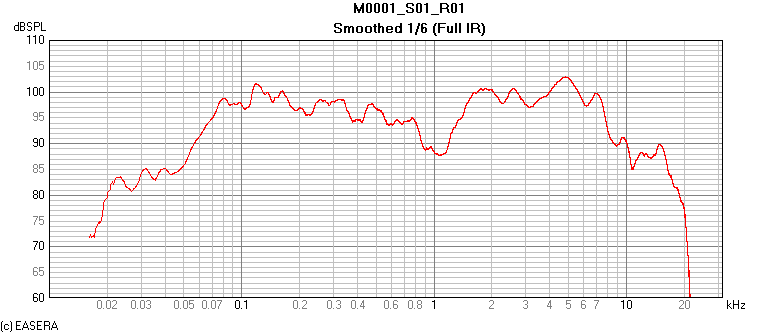 M0001_S01_R01
dBSPL
Smoothed 1/6 (Full IR)
110
105
100
95
90
85
80
75
70
65
60
0.02 0.03 0.05 0.07 0.1 0.2 0.3 0.4 0.5 0.6 0.8 1 2 3 4 5 6 7 10 20 kHz
(c) EASERA